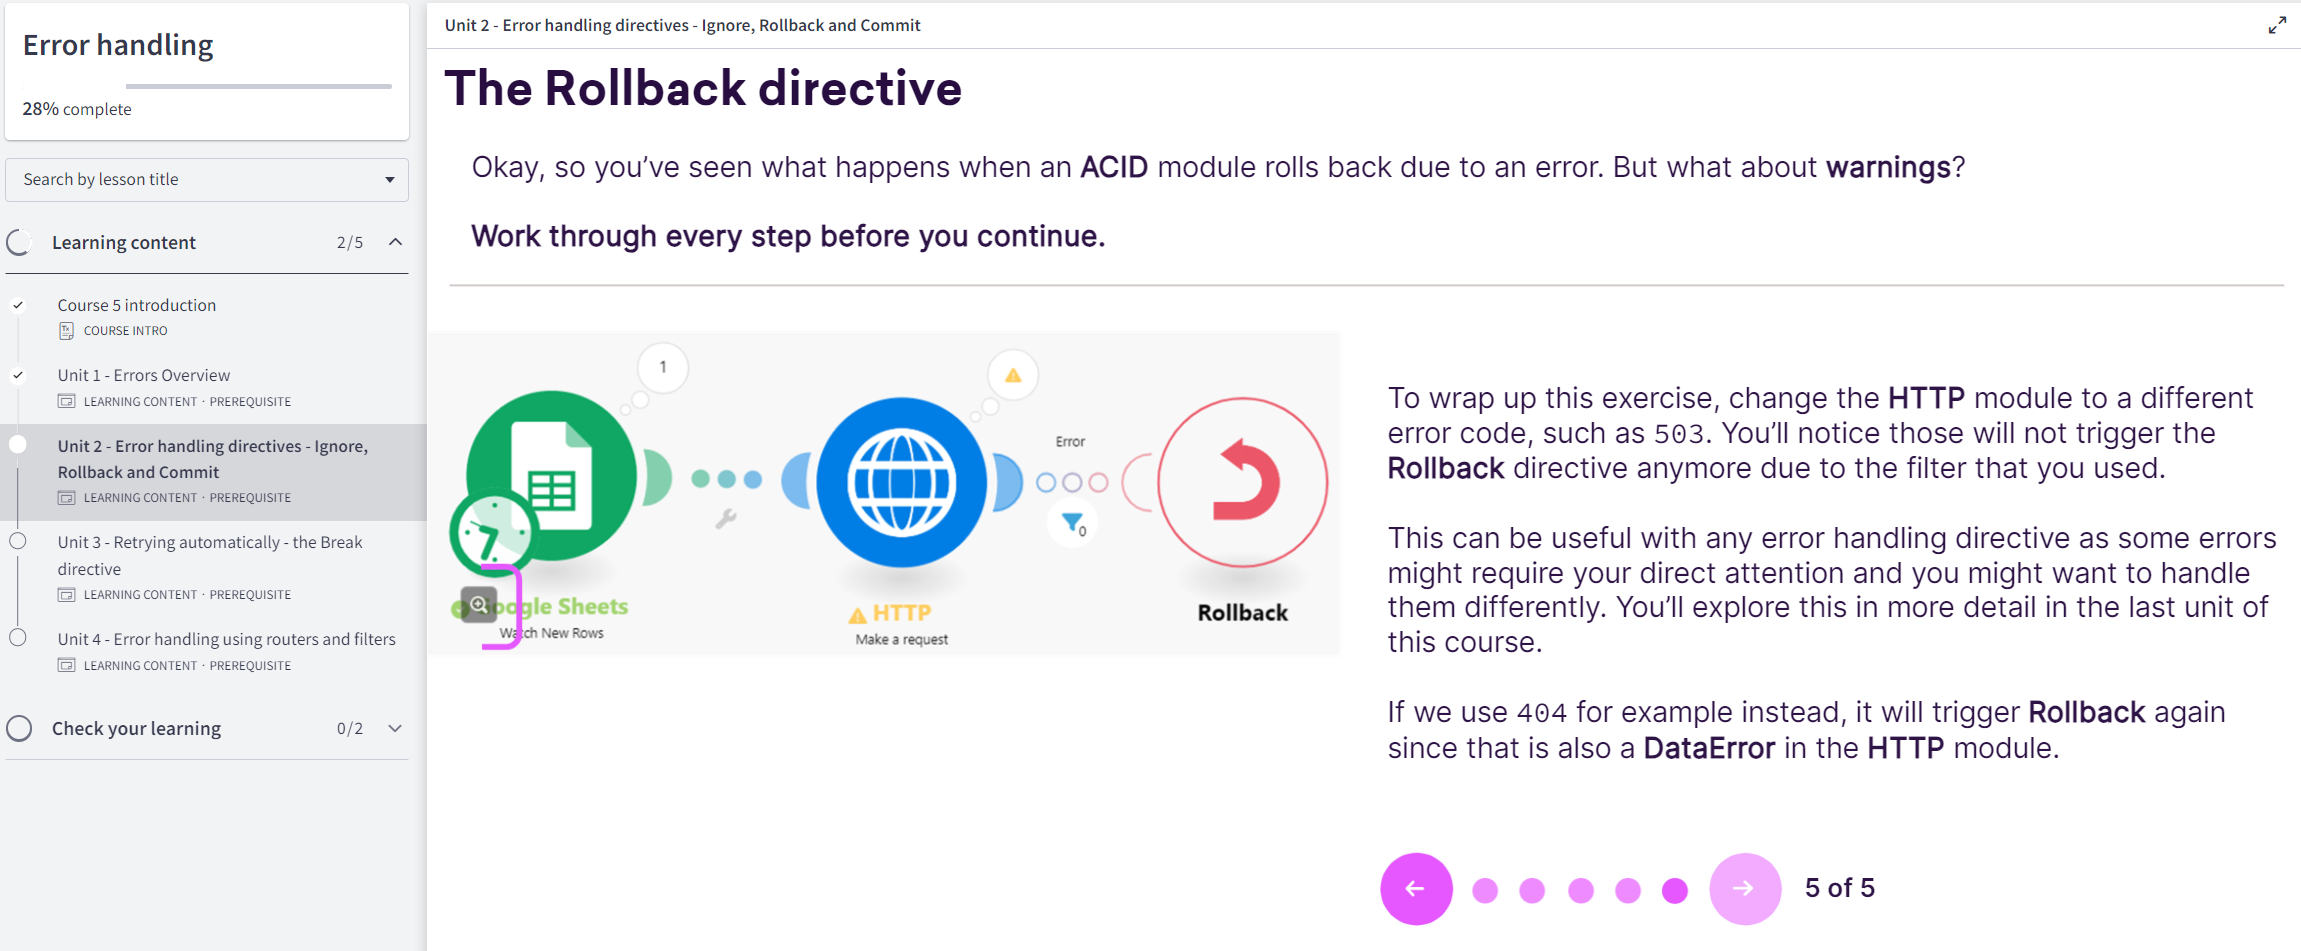 Error handling
28% complete
Search by lesson title
Learning content 2/5
Course 5 introduction
COURSE INTRO
Unit 1 - Errors Overview
LEARNING CONTENT · PREREQUISITE
Unit 2 - Error handling directives - Ignore,
Rollback and Commit
LEARNING CONTENT · PREREQUISITE
Unit 3 - Retrying automatically - the Break
directive
LEARNING CONTENT · PREREQUISITE
Unit 4 - Error handling using routers and filters
LEARNING CONTENT · PREREQUISITE
Check your learning 0/2
Unit 2 - Error handling directives - Ignore, Rollback and Commit
The Rollback directive
Okay, so you’ve seen what happens when an ACID module rolls back due to an error. But what about warnings?
Work through every step before you continue.
1
Error
0
Google Sheets
Watch New Rows
HTTP
Make a request
Rollback
To wrap up this exercise, change the HTTP module to a different
error code, such as 503. You’ll notice those will not trigger the
Rollback directive anymore due to the filter that you used.
This can be useful with any error handling directive as some errors
might require your direct attention and you might want to handle
them differently. You’ll explore this in more detail in the last unit of
this course.
If we use 404 for example instead, it will trigger Rollback again
since that is also a DataError in the HTTP module.
5 of 5